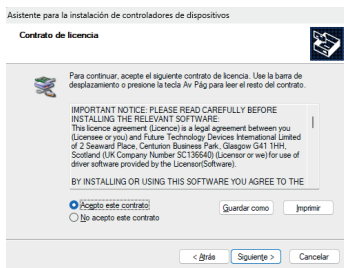 Asistente para la instalación de controladores de dispositivos
Contrato de licencia
Para continuar, acepte el siguiente contrato de licencia. Use la barra de
desplazamiento o presione la tecla Av Pág para leer el resto del contrato.
IMPORTANT NOTICE: PLEASE READ CAREFULLY BEFORE
INSTALLING THE RELEVANT SOFTWARE:
This licence agreement (Licence) is a legal agreement between you
(Licensee or you) and Future Technology Devices International Limited
of 2 Seaward Place, Centurion Business Park, Glasgow G41 1HH,
Scotland (UK Company Number SC136640) (Licensor or we) for use of
driver software provided by the Licensor(Software).
BY INSTALLING OR USING THIS SOFTWARE YOU AGREE TO THE
Acepto este contrato
Guardar como
Imprimir
No acepto este contrato
< Atrás
Siguiente >
Cancelar